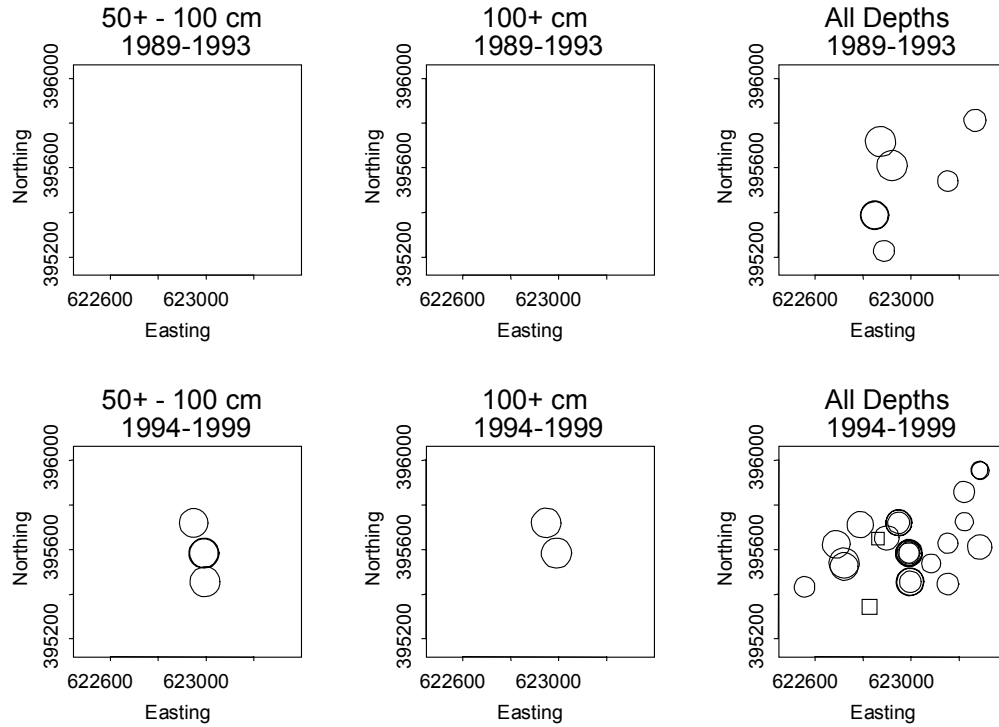 50+ - 100 cm
1989-1993
Northing
396000
395600
395200
622600 623000
Easting
100+ cm
1989-1993
Northing
396000
395600
395200
622600 623000
Easting
All Depths
1989-1993
Northing
396000
395600
395200
622600 623000
Easting
50+ - 100 cm
1994-1999
Northing
396000
395600
395200
622600 623000
Easting
100+ cm
1994-1999
Northing
396000
395600
395200
622600 623000
Easting
All Depths
1994-1999
Northing
396000
395600
395200
622600 623000
Easting